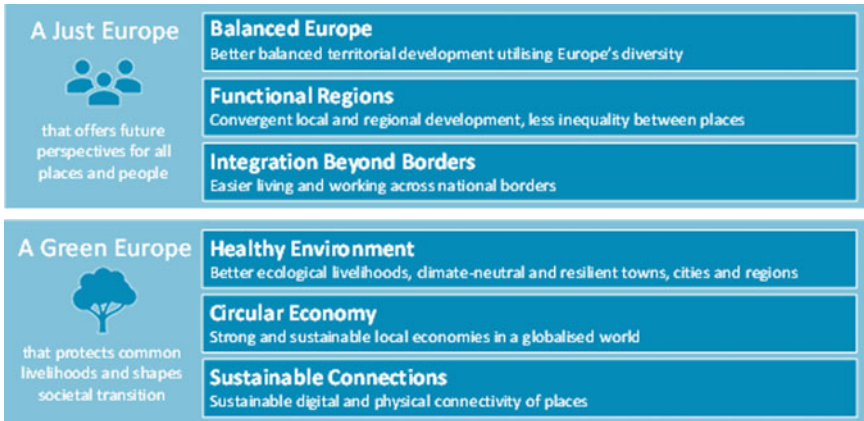 A Just Europe
that offers future
perspectives for all
places and people
Balanced Europe
Better balanced territorial development utilising Europe's diversity
Functional Regions
Convergent local and regional development, less inequality between places
Integration Beyond Borders
Easier living and working across national borders
A Green Europe
that protects common
livelihoods and shapes
societal transition
Healthy Environment
Better ecological livelihoods, climate-neutral and resilient towns, cities and regions
Circular Economy
Strong and sustainable local economies in a globalised world
Sustainable Connections
Sustainable digital and physical connectivity of places